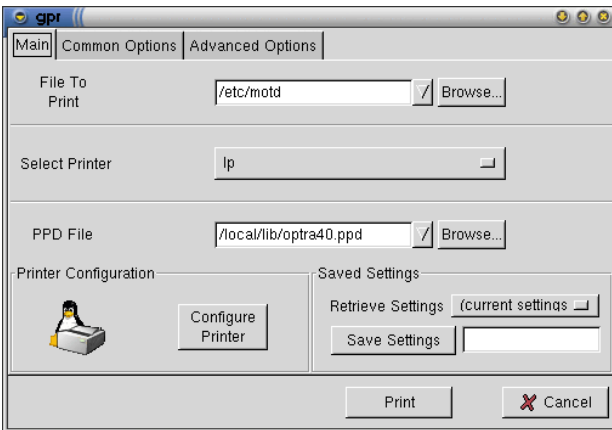 gpr
Main Common Options Advanced Options
File To
Print
/etc/motd
Browse...
Select Printer
lp
PPD File
/local/lib/optra40.ppd
Browse...
Printer Configuration
Configure
Printer
Saved Settings
Retrieve Settings
(current settings
Save Settings
Print
Cancel